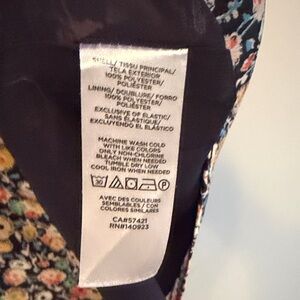 SHELL/ TISSU PRINCIPAL/
TELA EXTERIOR
100% POLYESTER/
POLIÉSTER
LINING/ DOUBLURE/ FORRO
100% POLYESTER/
POLIÉSTER
EXCLUSIVE OF ELASTIC/
SANS ÉLASTIQUE/
EXCLUYENDO EL ELÁSTICO
MACHINE WASH COLD
WITH LIKE COLORS
ONLY NON-CHLORINE
BLEACH WHEN NEEDED
TUMBLE DRY LOW
COOL IRON WHEN NEEDED
AVEC DES COULEURS
SEMBLABLES / CON
COLORES SIMILARES
CA#57421
RN#140923